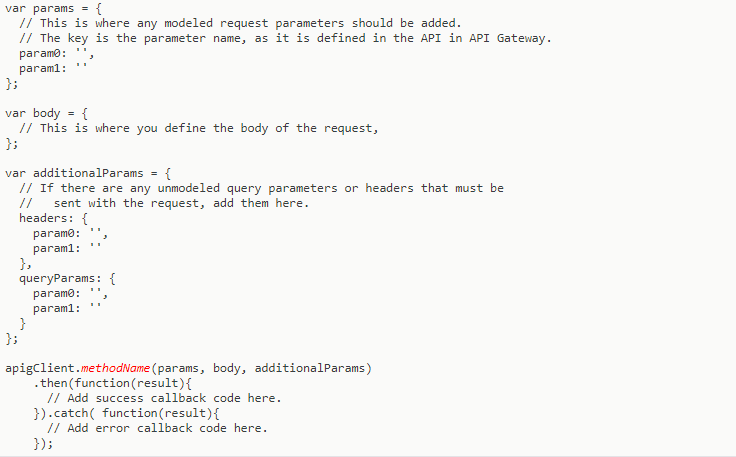 var params = {
  // This is where any modeled request parameters should be added.
  // The key is the parameter name, as it is defined in the API in API Gateway.
  param0: '',
  param1: ''
};

var body = {
  // This is where you define the body of the request,
};

var additionalParams = {
  // If there are any unmodeled query parameters or headers that must be
  //   sent with the request, add them here.
  headers: {
    param0: '',
    param1: ''
  },
  queryParams: {
    param0: '',
    param1: ''
  }
};

apigClient.methodName(params, body, additionalParams)
    .then(function(result){
      // Add success callback code here.
    }).catch( function(result){
      // Add error callback code here.
    });